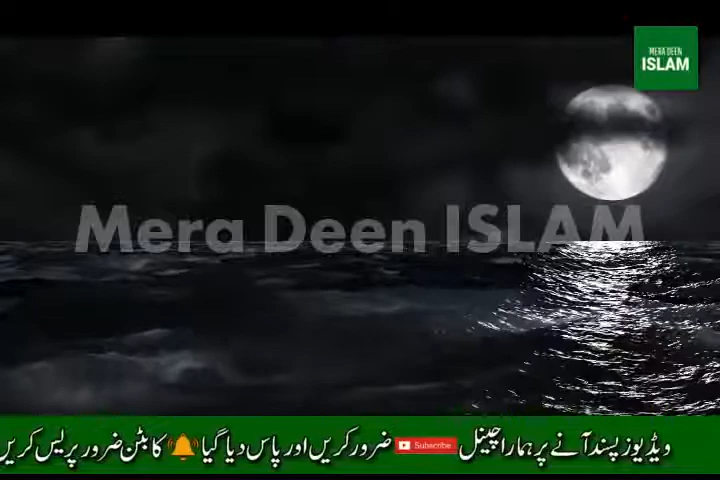 MERA DEEN
ISLAM
Mera Deen ISLAM
ویڈیوز پسند آنے پر ہمارا چینل Subscribe ضرور کریں اور پاس دیا گیا کا بٹن ضرور پریس کریں